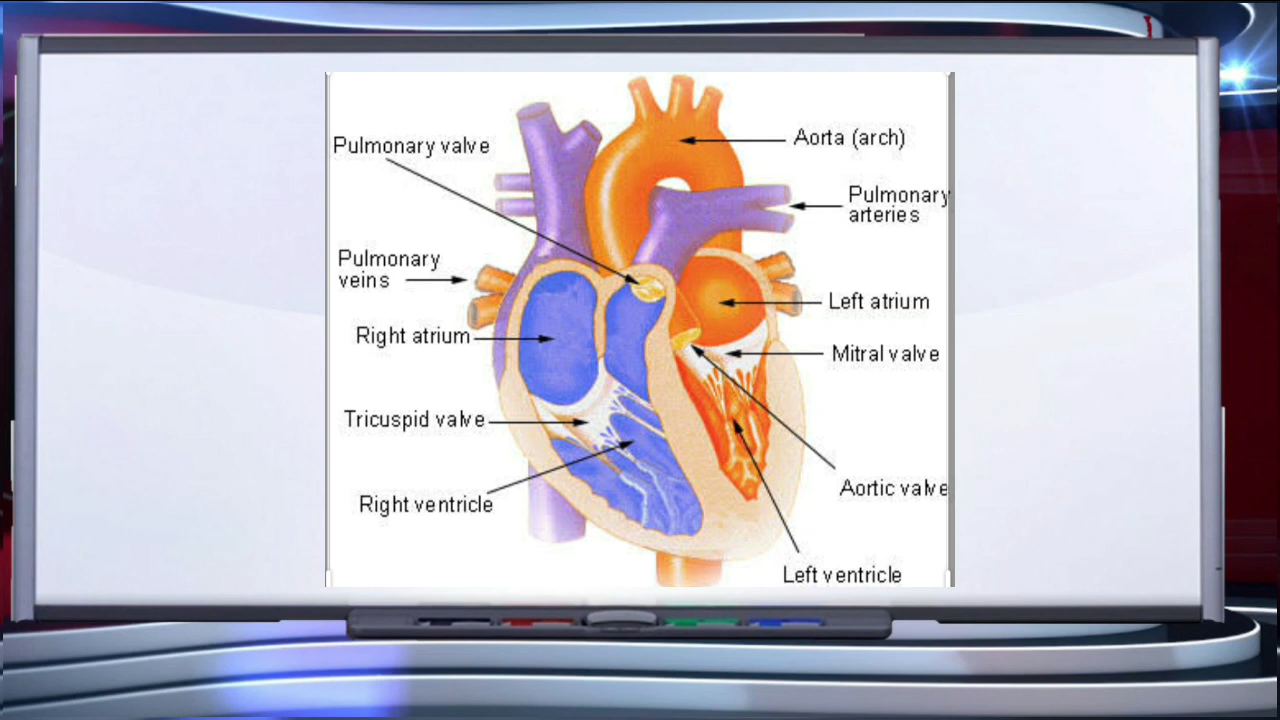 Pulmonary valve
Aorta (arch)
Pulmonary
arteries
Pulmonary
veins
Left atrium
Right atrium
Mitral valve
Tricuspid valve
Aortic valve
Right ventricle
Left ventricle